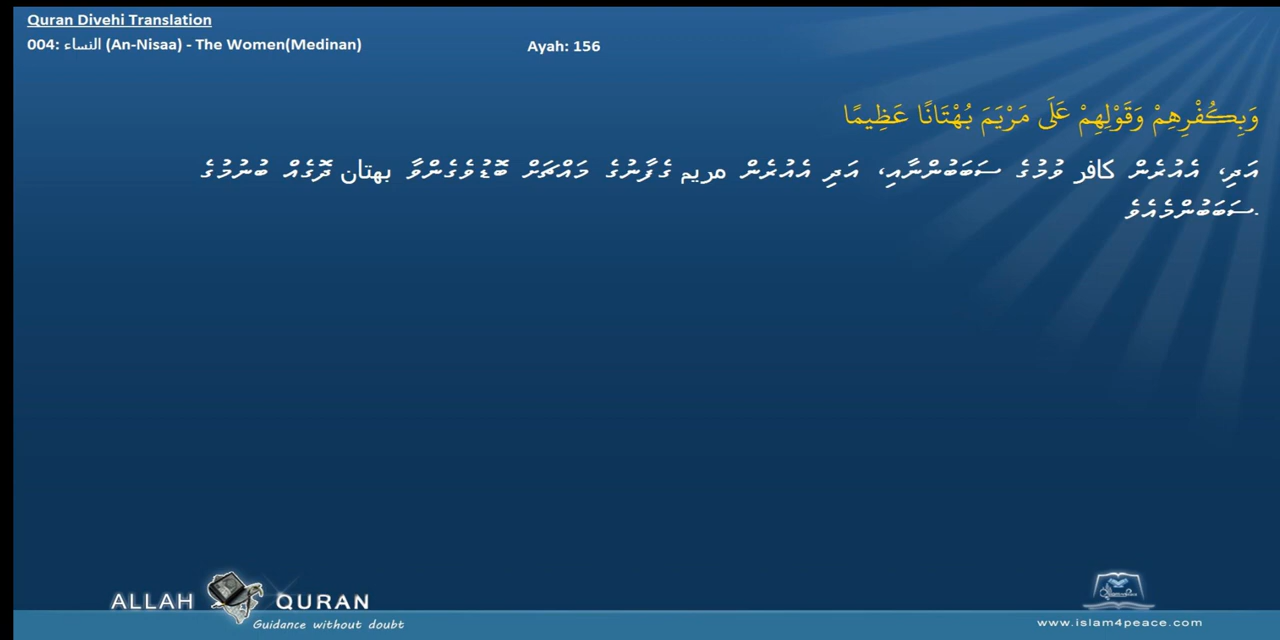 Quran Divehi Translation
004: النساء (An-Nisaa) - The Women(Medinan)
Ayah: 156
وَبِكُفْرِهِمْ وَقَوْلِهِمْ عَلَى مَرْيَمَ بُهْتَانًا عَظِيمًا
އަދި، އެއުރެން كافر ވުމުގެ ސަބަބުންނާއި، އަދި އެއުރެން مريم ގެފާނުގެ މައްޗަށް ބޮޑުވެގެންވާ بهتان ދޮގެއް ބުނުމުގެ
ސަބަބުންމެއެވެ.
ALLAH QURAN
Guidance without doubt
www.islam4peace.com